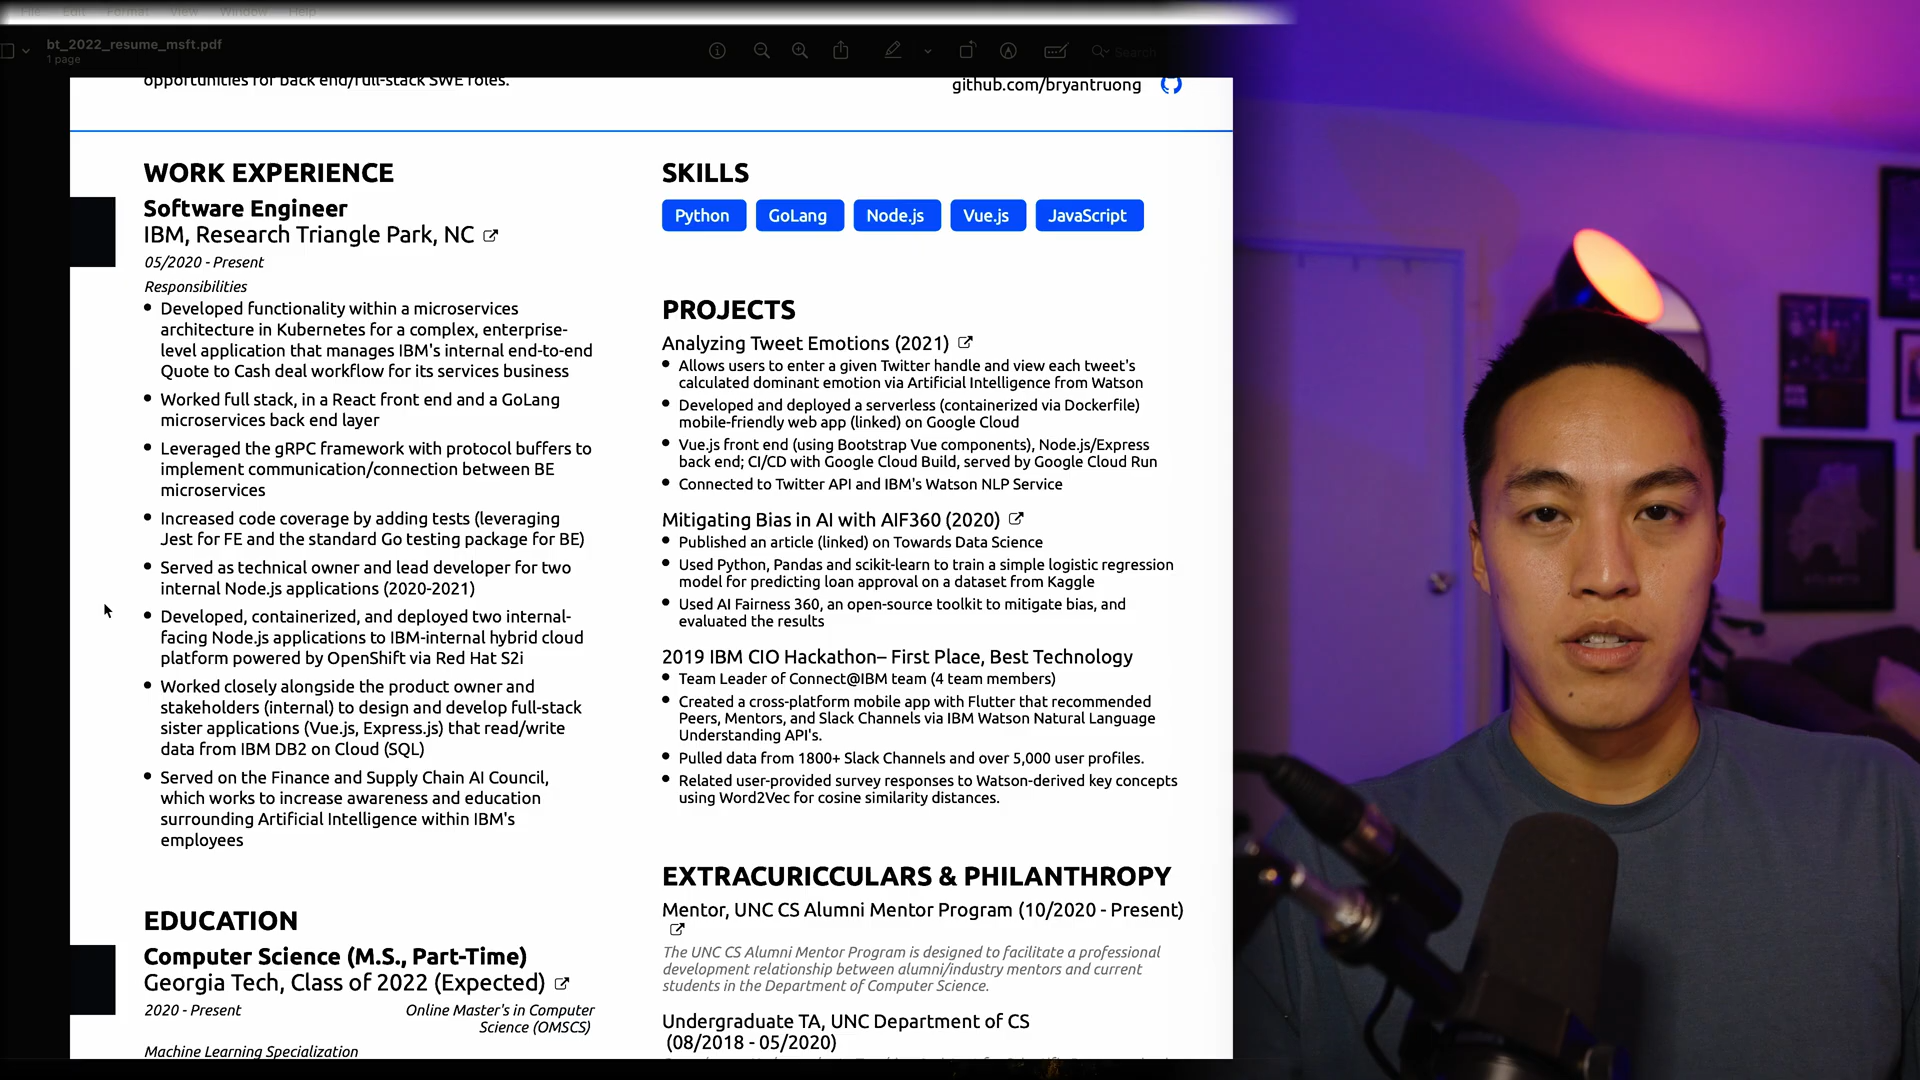 File Edit Format View Window Help
bt_2022_resume_msft.pdf
1 page
Search
opportunities for back end/full-stack SWE roles.
github.com/bryantruong
WORK EXPERIENCE
Software Engineer
IBM, Research Triangle Park, NC
05/2020 - Present
Responsibilities
• Developed functionality within a microservices
architecture in Kubernetes for a complex, enterprise-
level application that manages IBM's internal end-to-end
Quote to Cash deal workflow for its services business
• Worked full stack, in a React front end and a GoLang
microservices back end layer
• Leveraged the gRPC framework with protocol buffers to
implement communication/connection between BE
microservices
• Increased code coverage by adding tests (leveraging
Jest for FE and the standard Go testing package for BE)
• Served as technical owner and lead developer for two
internal Node.js applications (2020-2021)
• Developed, containerized, and deployed two internal-
facing Node.js applications to IBM-internal hybrid cloud
platform powered by OpenShift via Red Hat S2i
• Worked closely alongside the product owner and
stakeholders (internal) to design and develop full-stack
sister applications (Vue.js, Express.js) that read/write
data from IBM DB2 on Cloud (SQL)
• Served on the Finance and Supply Chain AI Council,
which works to increase awareness and education
surrounding Artificial Intelligence within IBM's
employees
EDUCATION
Computer Science (M.S., Part-Time)
Georgia Tech, Class of 2022 (Expected)
2020 - Present
Online Master's in Computer
Science (OMSCS)
Machine Learning Specialization
SKILLS
Python GoLang Node.js Vue.js JavaScript
PROJECTS
Analyzing Tweet Emotions (2021)
• Allows users to enter a given Twitter handle and view each tweet's
calculated dominant emotion via Artificial Intelligence from Watson
• Developed and deployed a serverless (containerized via Dockerfile)
mobile-friendly web app (linked) on Google Cloud
• Vue.js front end (using Bootstrap Vue components), Node.js/Express
back end; CI/CD with Google Cloud Build, served by Google Cloud Run
• Connected to Twitter API and IBM's Watson NLP Service
Mitigating Bias in AI with AIF360 (2020)
• Published an article (linked) on Towards Data Science
• Used Python, Pandas and scikit-learn to train a simple logistic regression
model for predicting loan approval on a dataset from Kaggle
• Used AI Fairness 360, an open-source toolkit to mitigate bias, and
evaluated the results
2019 IBM CIO Hackathon– First Place, Best Technology
• Team Leader of Connect@IBM team (4 team members)
• Created a cross-platform mobile app with Flutter that recommended
Peers, Mentors, and Slack Channels via IBM Watson Natural Language
Understanding API's.
• Pulled data from 1800+ Slack Channels and over 5,000 user profiles.
• Related user-provided survey responses to Watson-derived key concepts
using Word2Vec for cosine similarity distances.
EXTRACURICCULARS & PHILANTHROPY
Mentor, UNC CS Alumni Mentor Program (10/2020 - Present)
The UNC CS Alumni Mentor Program is designed to facilitate a professional
development relationship between alumni/industry mentors and current
students in the Department of Computer Science.
Undergraduate TA, UNC Department of CS
(08/2018 - 05/2020)